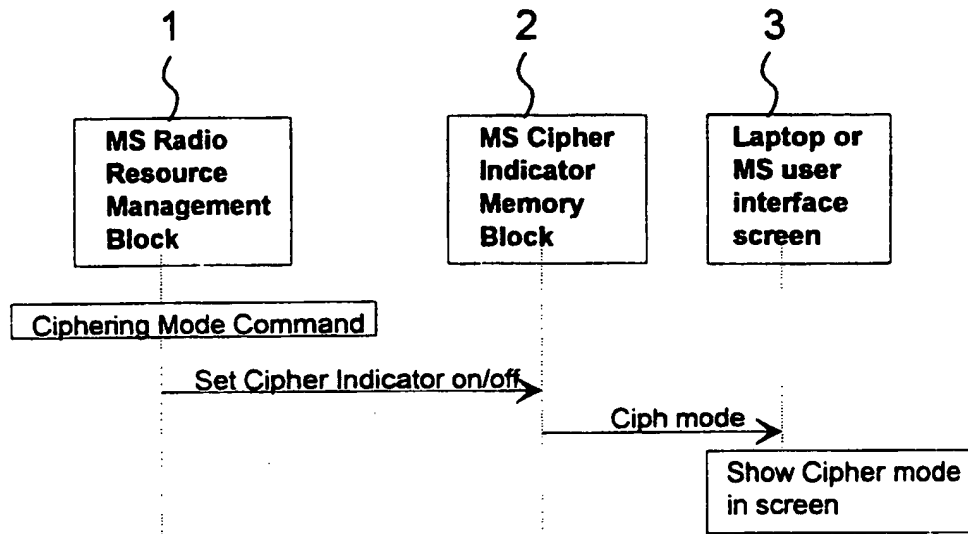 1
2
3
MS Radio
Resource
Management
Block
MS Cipher
Indicator
Memory
Block
Laptop or
MS user
interface
screen
Ciphering Mode Command
Set Cipher Indicator on/off
Ciph mode
Show Cipher mode
in screen